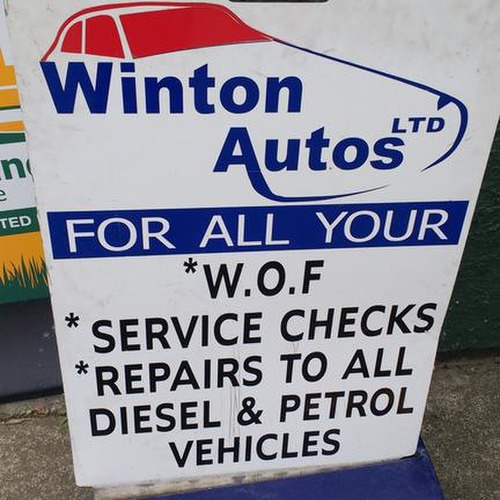 Winton
Autos LTD
FOR ALL YOUR
*W.O.F
* SERVICE CHECKS
*REPAIRS TO ALL
DIESEL & PETROL
VEHICLES